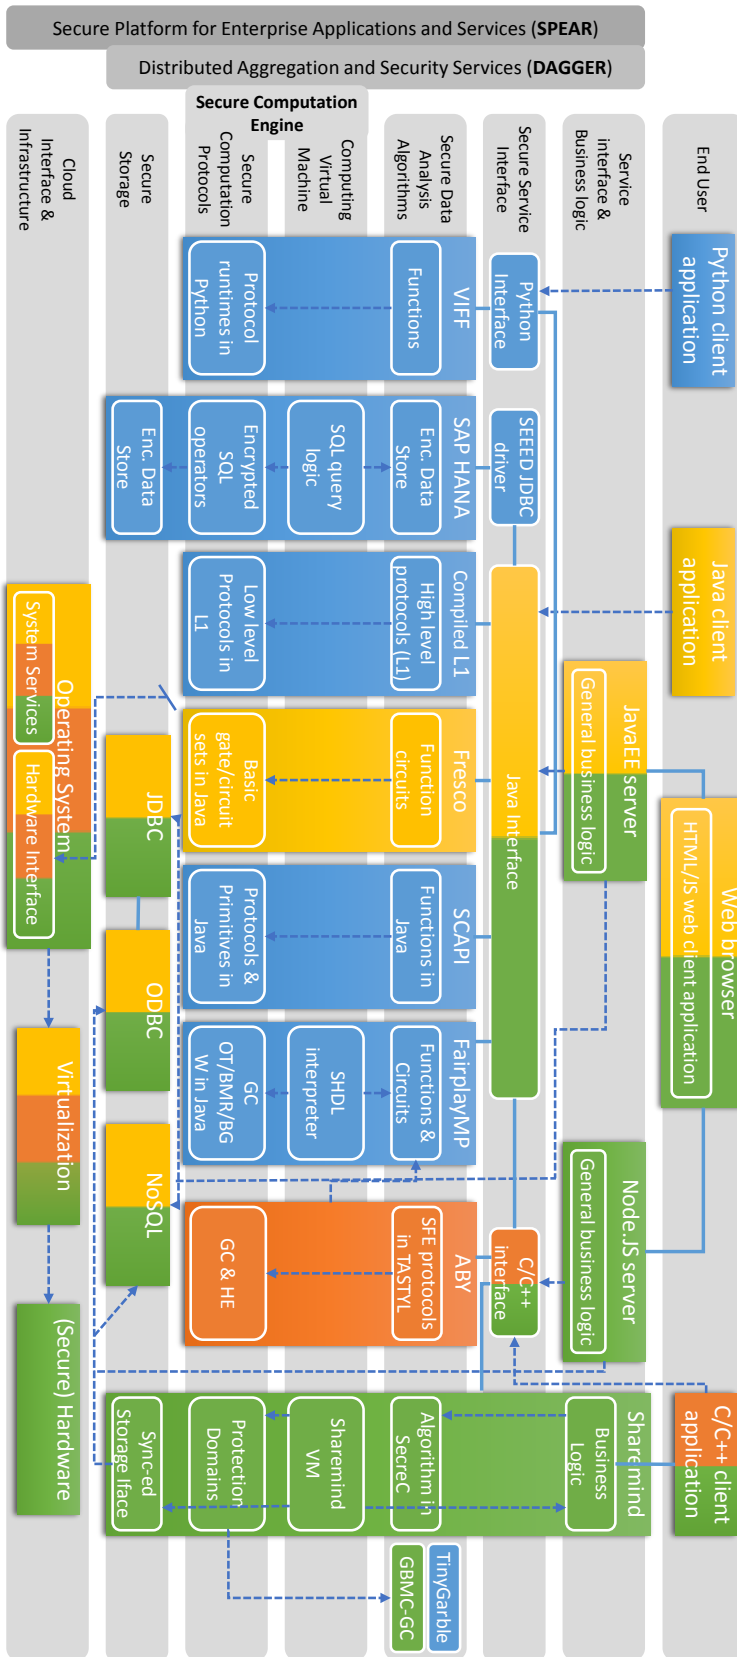 Secure Platform for Enterprise Applications and Services (SPEAR)
Distributed Aggregation and Security Services (DAGGER)
Secure Computation
Engine
End User
Service
interface &
Business logic
Secure Service
Interface
Secure Data
Analysis
Algorithms
Computing
Virtual
Machine
Secure
Computation
Protocols
Secure
Storage
Cloud
Interface &
Infrastructure
Python client
application
Java client
application
Web browser
HTML/JS web client application
C/C++ client
application
JavaEE server
General business logic
Node.JS server
General business logic
Python
Interface
SEEED JDBC
driver
Java Interface
C/C++
interface
VIFF
Functions
Protocol
runtimes in
Python
SAP HANA
Enc. Data
Store
SQL query
logic
Encrypted
SQL
operators
Enc. Data
Store
Compiled L1
High level
protocols (L1)
Low level
Protocols in
L1
Fresco
Function
circuits
Basic
gate/circuit
sets in Java
SCAPI
Functions in
Java
Protocols &
Primitives in
Java
FairplayMP
Functions &
Circuits
SHDL
interpreter
GC
OT/BMR/BG
W in Java
ABY
SFE protocols
in TASTYL
GC & HE
Sharemind
Business
Logic
Algorithm in
SecreC
Sharemind
VM
Protection
Domains
Sync-ed
Storage Iface
TinyGarble
GBMC-GC
JDBC
ODBC
NoSQL
Operating System
System Services
Hardware Interface
Virtualization
(Secure) Hardware